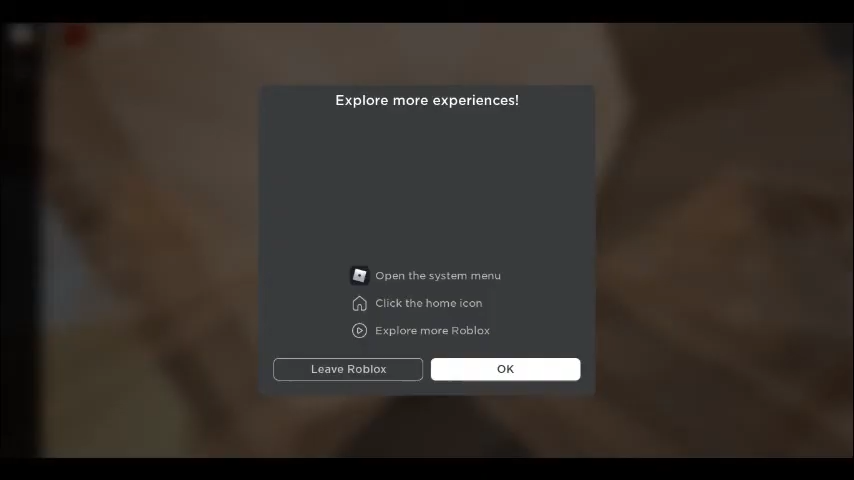 Explore more experiences!
Open the system menu
Click the home icon
Explore more Roblox
Leave Roblox
OK